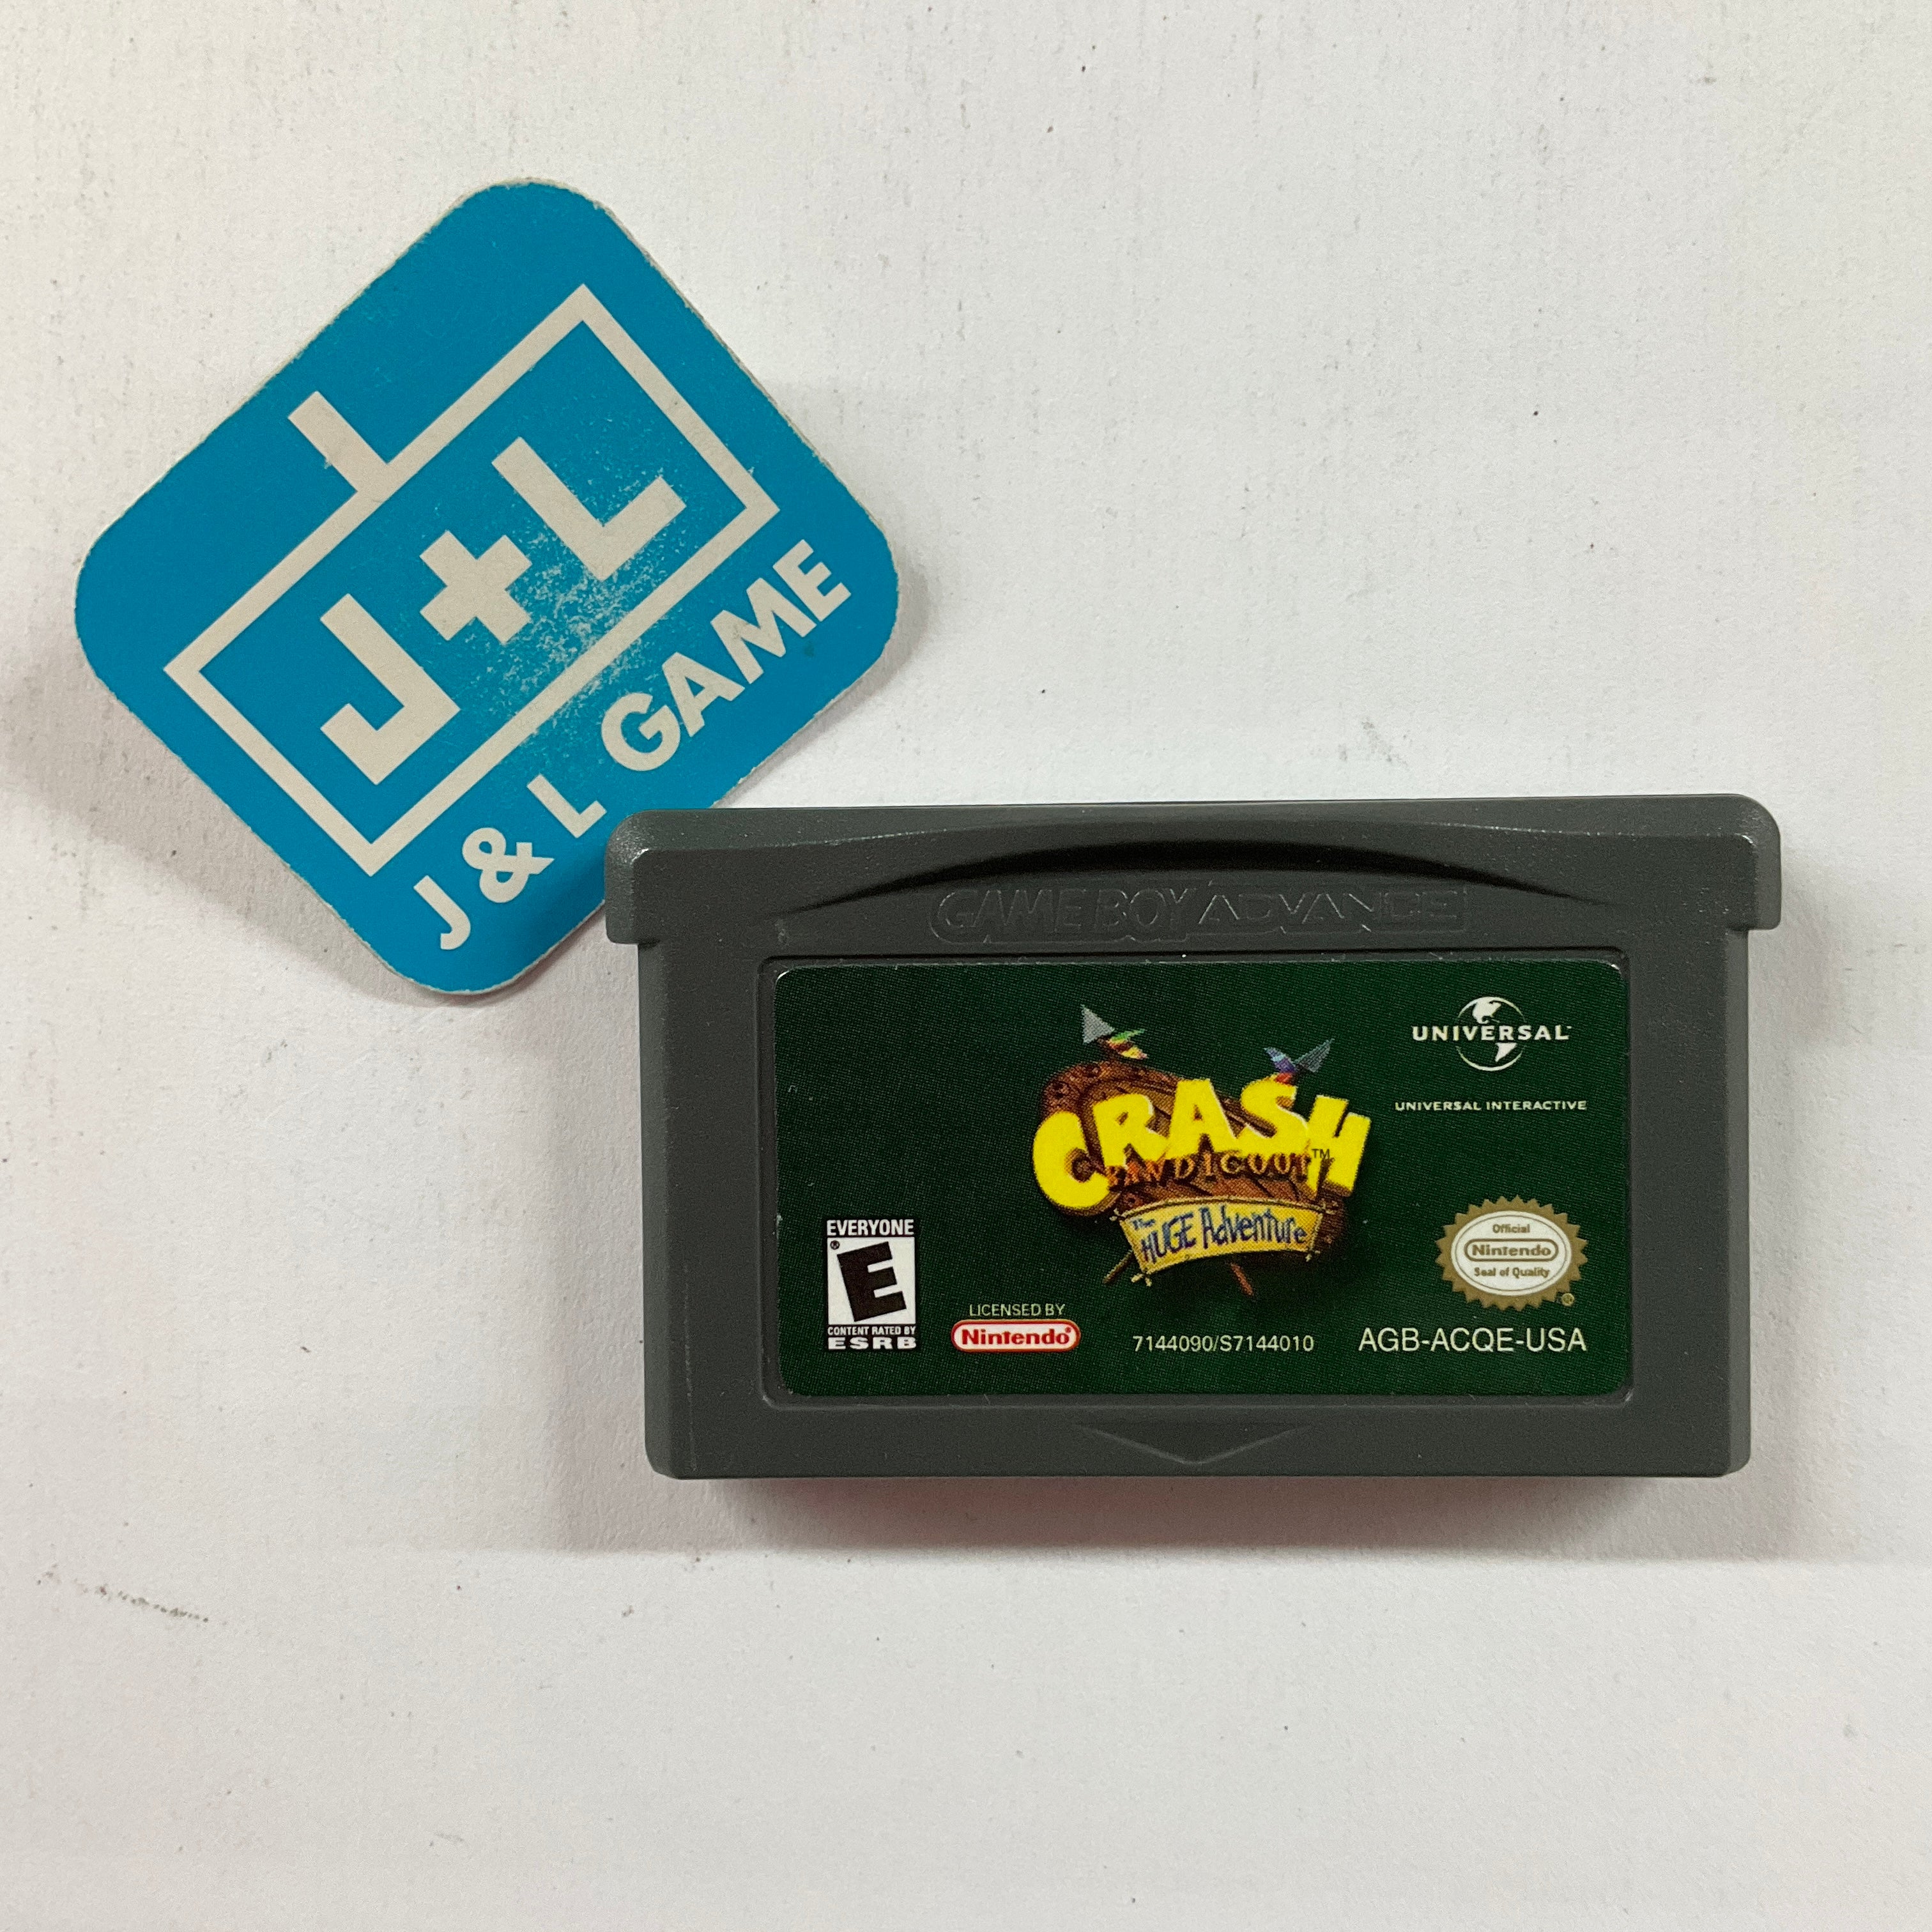 J+L
J & L GAME
GAME BOY ADVANCE
UNIVERSAL
UNIVERSAL INTERACTIVE
CRASH
BANDICOOT™
The HUGE Adventure
EVERYONE
E
CONTENT RATED BY
ESRB
LICENSED BY
Nintendo®
7144090/S7144010
Official
Nintendo
Seal of Quality
AGB-ACQE-USA